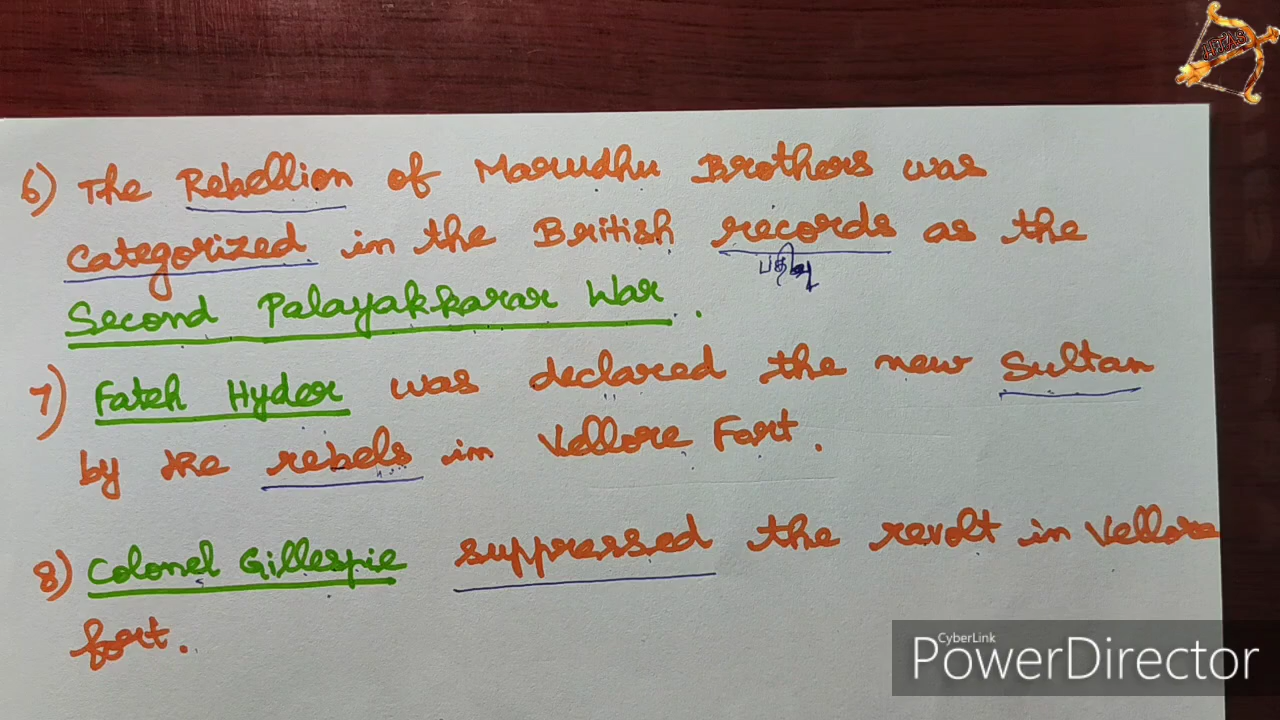 6) The Rebellion of Marudhu Brothers was
Categorized in the British records as the
பதிவு
Second Palayakkarar War.
7) Fateh Hyder was declared the new Sultan
by the rebels in Vellore Fort.
8) Colonel Gillespie suppressed the revolt in Vellore
fort.
CyberLink
PowerDirector